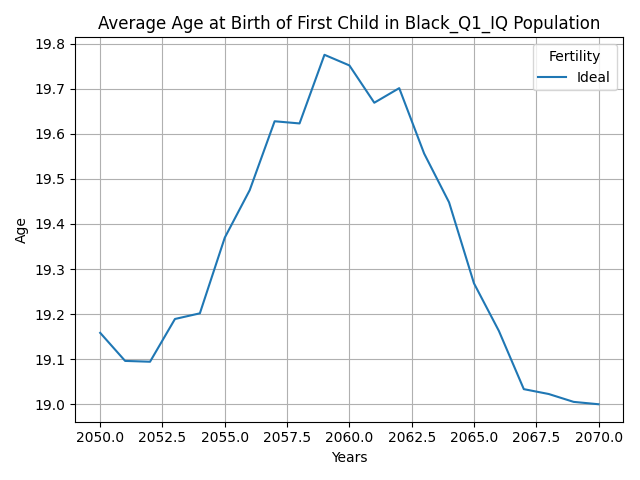 Average Age at Birth of First Child in Black_Q1_IQ Population
19.8
19.7
19.6
19.5
19.4
19.3
19.2
19.1
19.0
Age
Fertility
Ideal
2050.0 2052.5 2055.0 2057.5 2060.0 2062.5 2065.0 2067.5 2070.0
Years